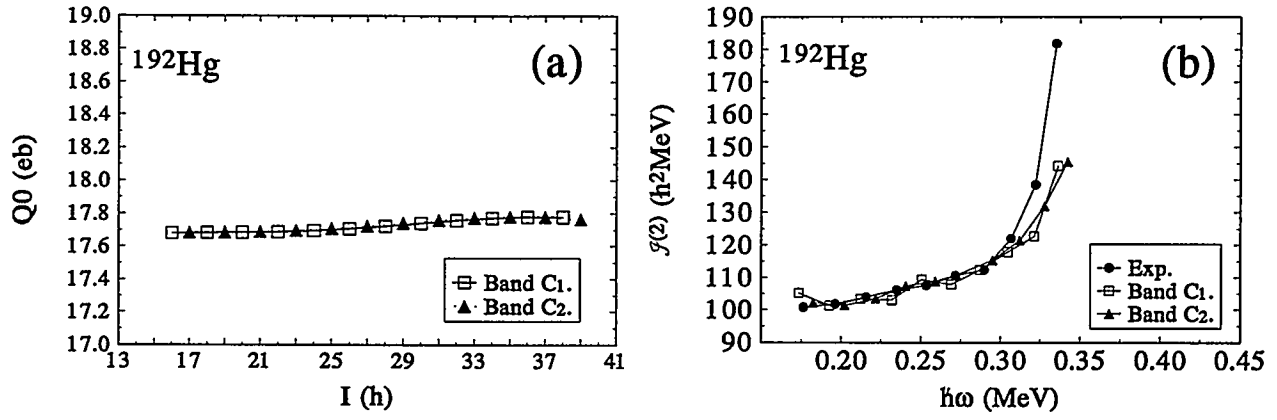 19.0
18.8
18.6
18.4
18.2
18.0
17.8
17.6
17.4
17.2
17.0
Q0 (eb)
¹⁹²Hg
(a)
Band C₁.
Band C₂.
13 17 21 25 29 33 37 41
I (h)
190
180
170
160
150
140
130
120
110
100
90
𝒥⁽²⁾ (ħ²MeV)
¹⁹²Hg
(b)
Exp.
Band C₁.
Band C₂.
0.20 0.25 0.30 0.35 0.40 0.45
ħω (MeV)